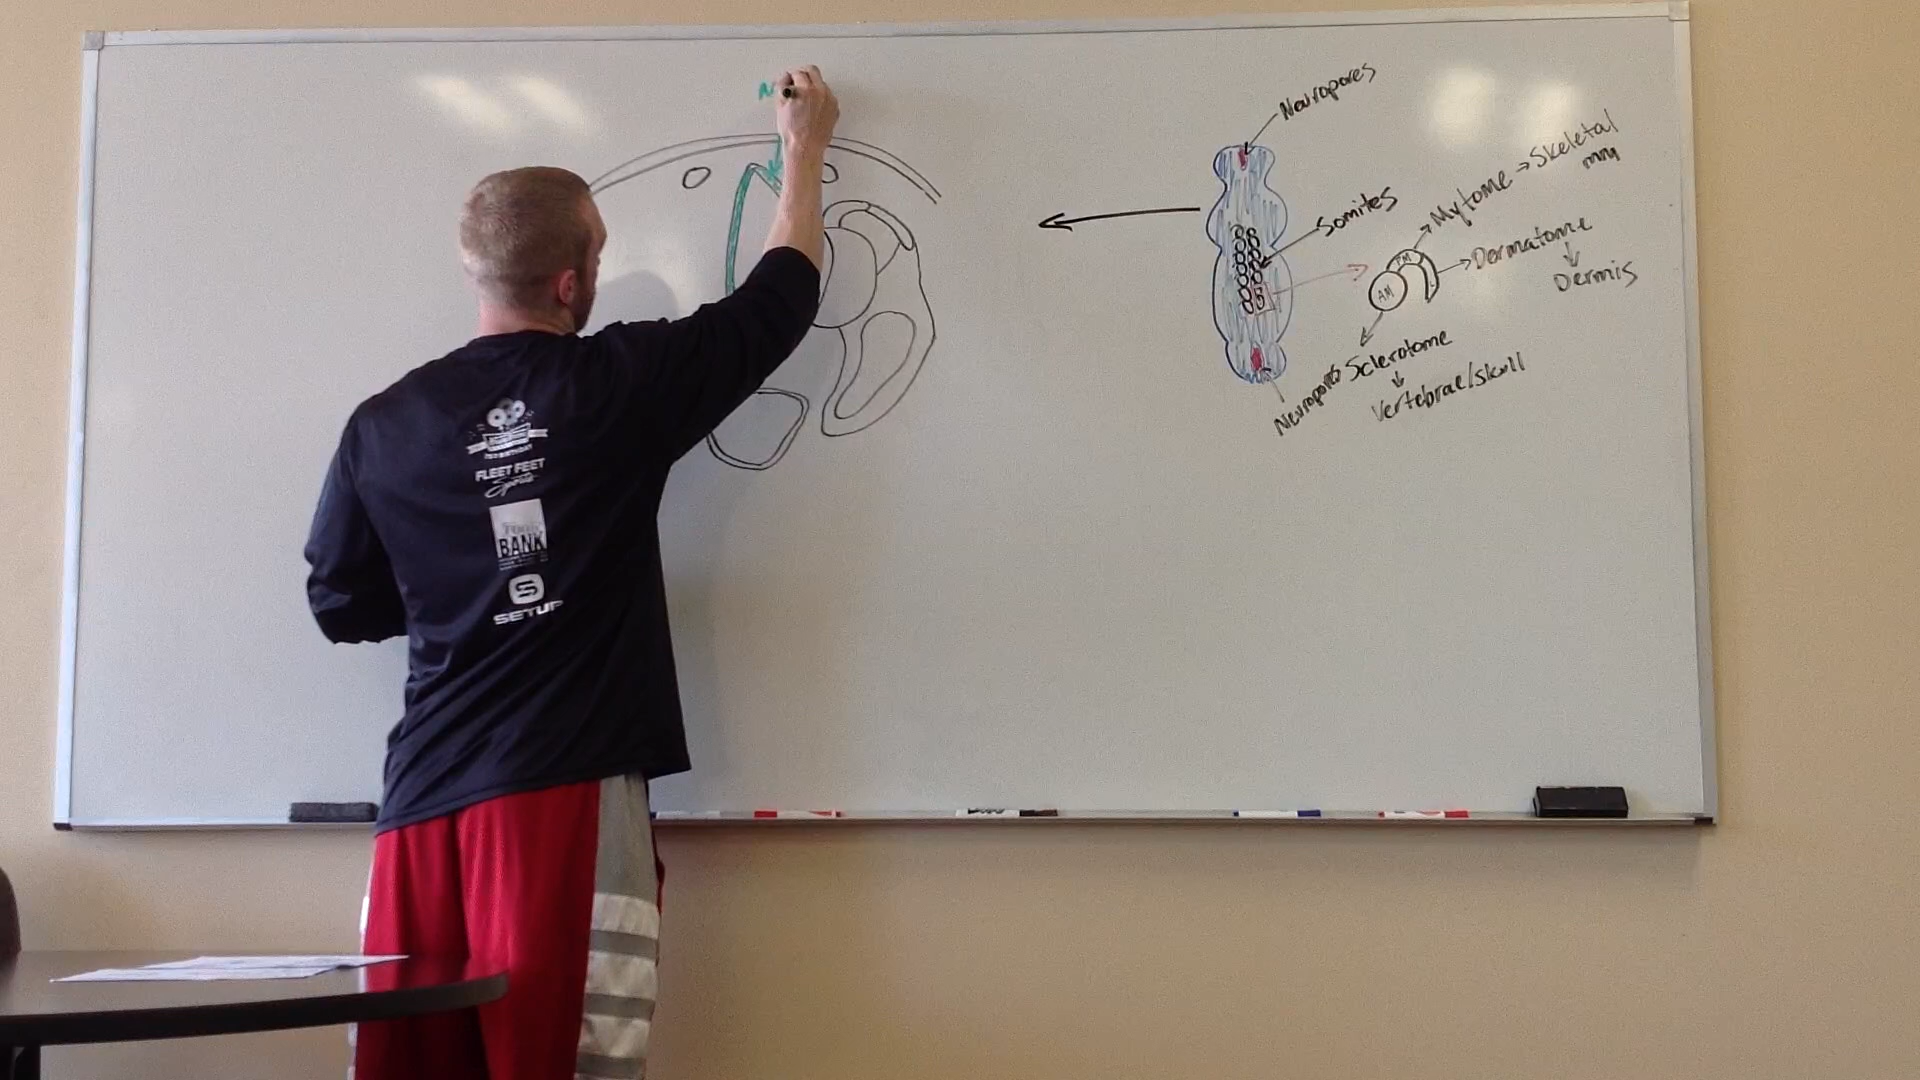 N
Neuropores
Somites
Mytome → Skeletal
mm
Dermatome
Dermis
PM
AM
Neuropores
Sclerotome
Vertebrae/skull
FLEET FEET
Sports
BANK
SETUP